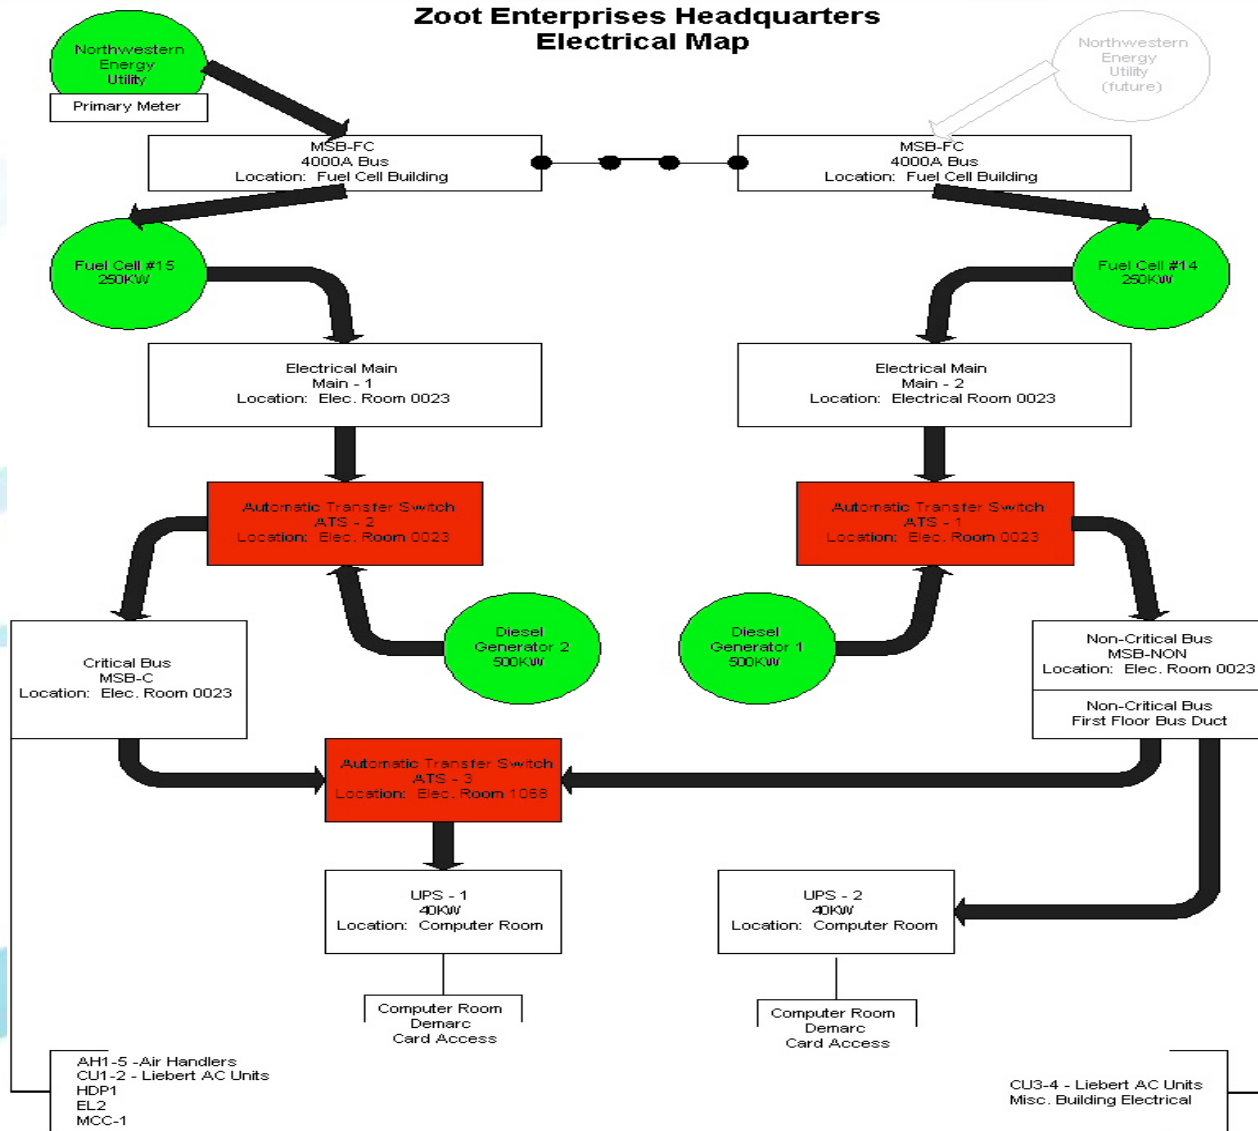 Zoot Enterprises Headquarters
Electrical Map
Northwestern
Energy
Utility
Primary Meter
Northwestern
Energy
Utility
(future)
MSB-FC
4000A Bus
Location: Fuel Cell Building
MSB-FC
4000A Bus
Location: Fuel Cell Building
Fuel Cell #15
250KW
Fuel Cell #14
250KW
Electrical Main
Main - 1
Location: Elec. Room 0023
Electrical Main
Main - 2
Location: Electrical Room 0023
Automatic Transfer Switch
ATS - 2
Location: Elec. Room 0023
Automatic Transfer Switch
ATS - 1
Location: Elec. Room 0023
Diesel
Generator 2
500KW
Diesel
Generator 1
500KW
Critical Bus
MSB-C
Location: Elec. Room 0023
Non-Critical Bus
MSB-NON
Location: Elec. Room 0023
Non-Critical Bus
First Floor Bus Duct
Automatic Transfer Switch
ATS - 3
Location: Elec. Room 1068
UPS - 1
40KW
Location: Computer Room
UPS - 2
40KW
Location: Computer Room
Computer Room
Demarc
Card Access
Computer Room
Demarc
Card Access
AH1-5 -Air Handlers
CU1-2 - Liebert AC Units
HDP1
EL2
MCC-1
CU3-4 - Liebert AC Units
Misc. Building Electrical